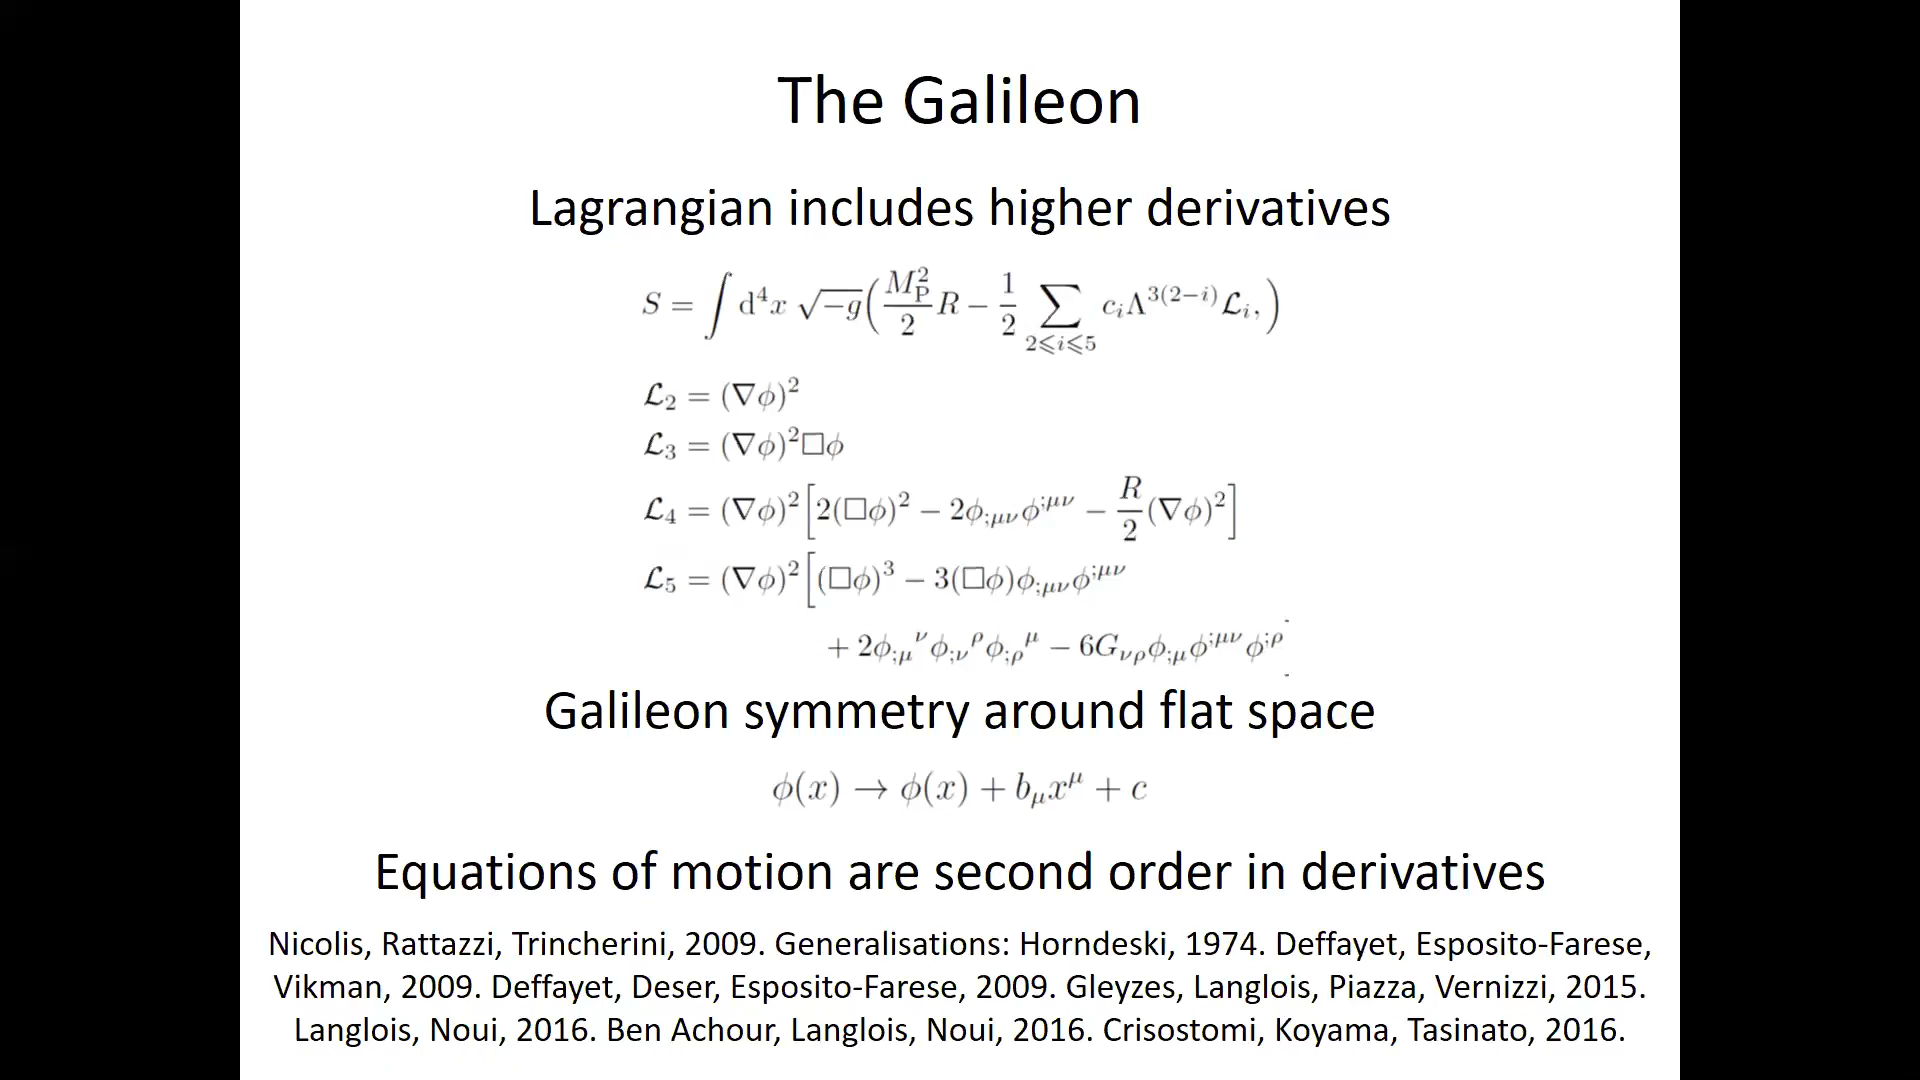 The Galileon
Lagrangian includes higher derivatives
S = ∫ d⁴x √−g ( M_P²/2 R − 1/2 ∑_{2⩽i⩽5} c_i Λ^{3(2−i)} ℒ_i, )
ℒ₂ = (∇ϕ)²
ℒ₃ = (∇ϕ)²□ϕ
ℒ₄ = (∇ϕ)² [ 2(□ϕ)² − 2ϕ_{;μν}ϕ^{;μν} − R/2 (∇ϕ)² ]
ℒ₅ = (∇ϕ)² [ (□ϕ)³ − 3(□ϕ)ϕ_{;μν}ϕ^{;μν}
+ 2ϕ_{;μ}^{ν}ϕ_{;ν}^{ρ}ϕ_{;ρ}^{μ} − 6G_{νρ}ϕ_{;μ}ϕ^{;μν}ϕ^{;ρ}
Galileon symmetry around flat space
ϕ(x) → ϕ(x) + b_μ x^μ + c
Equations of motion are second order in derivatives
Nicolis, Rattazzi, Trincherini, 2009. Generalisations: Horndeski, 1974. Deffayet, Esposito-Farese,
Vikman, 2009. Deffayet, Deser, Esposito-Farese, 2009. Gleyzes, Langlois, Piazza, Vernizzi, 2015.
Langlois, Noui, 2016. Ben Achour, Langlois, Noui, 2016. Crisostomi, Koyama, Tasinato, 2016.